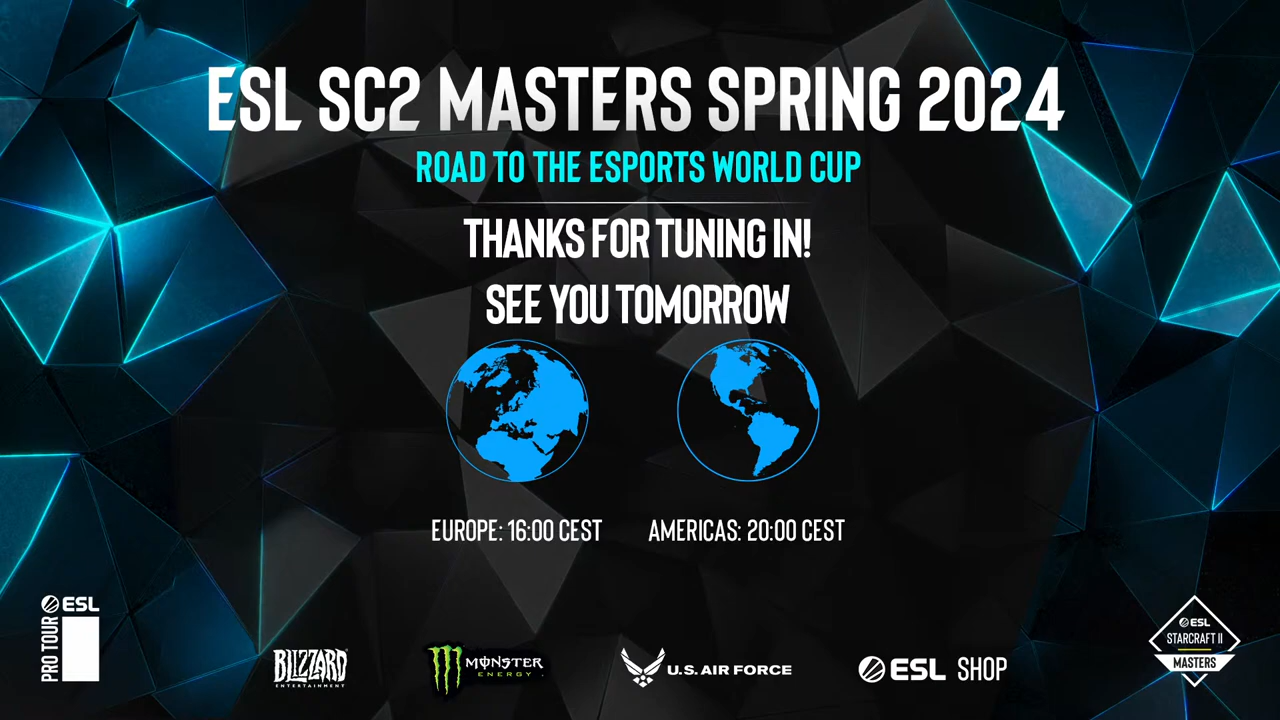 ESL SC2 MASTERS SPRING 2024
ROAD TO THE ESPORTS WORLD CUP
THANKS FOR TUNING IN!
SEE YOU TOMORROW
EUROPE: 16:00 CEST
AMERICAS: 20:00 CEST
ESL
PRO TOUR
BLIZZARD
ENTERTAINMENT
MONSTER
ENERGY
U.S. AIR FORCE
ESL SHOP
ESL
STARCRAFT II
MASTERS